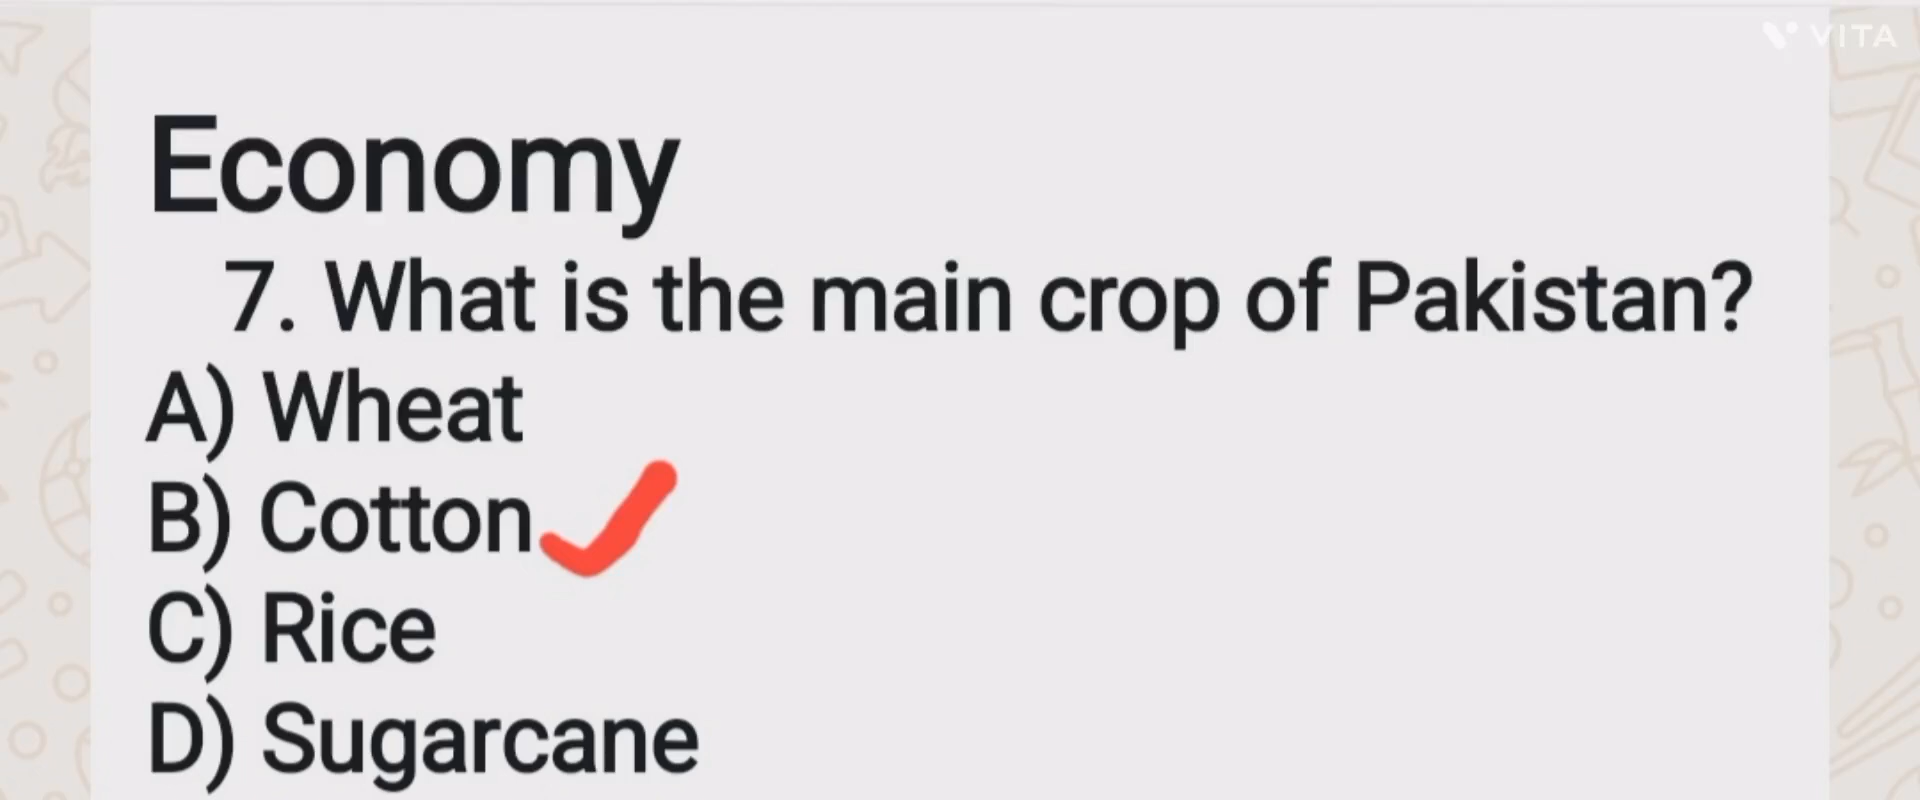 VITA
Economy
7. What is the main crop of Pakistan?
A) Wheat
B) Cotton
C) Rice
D) Sugarcane